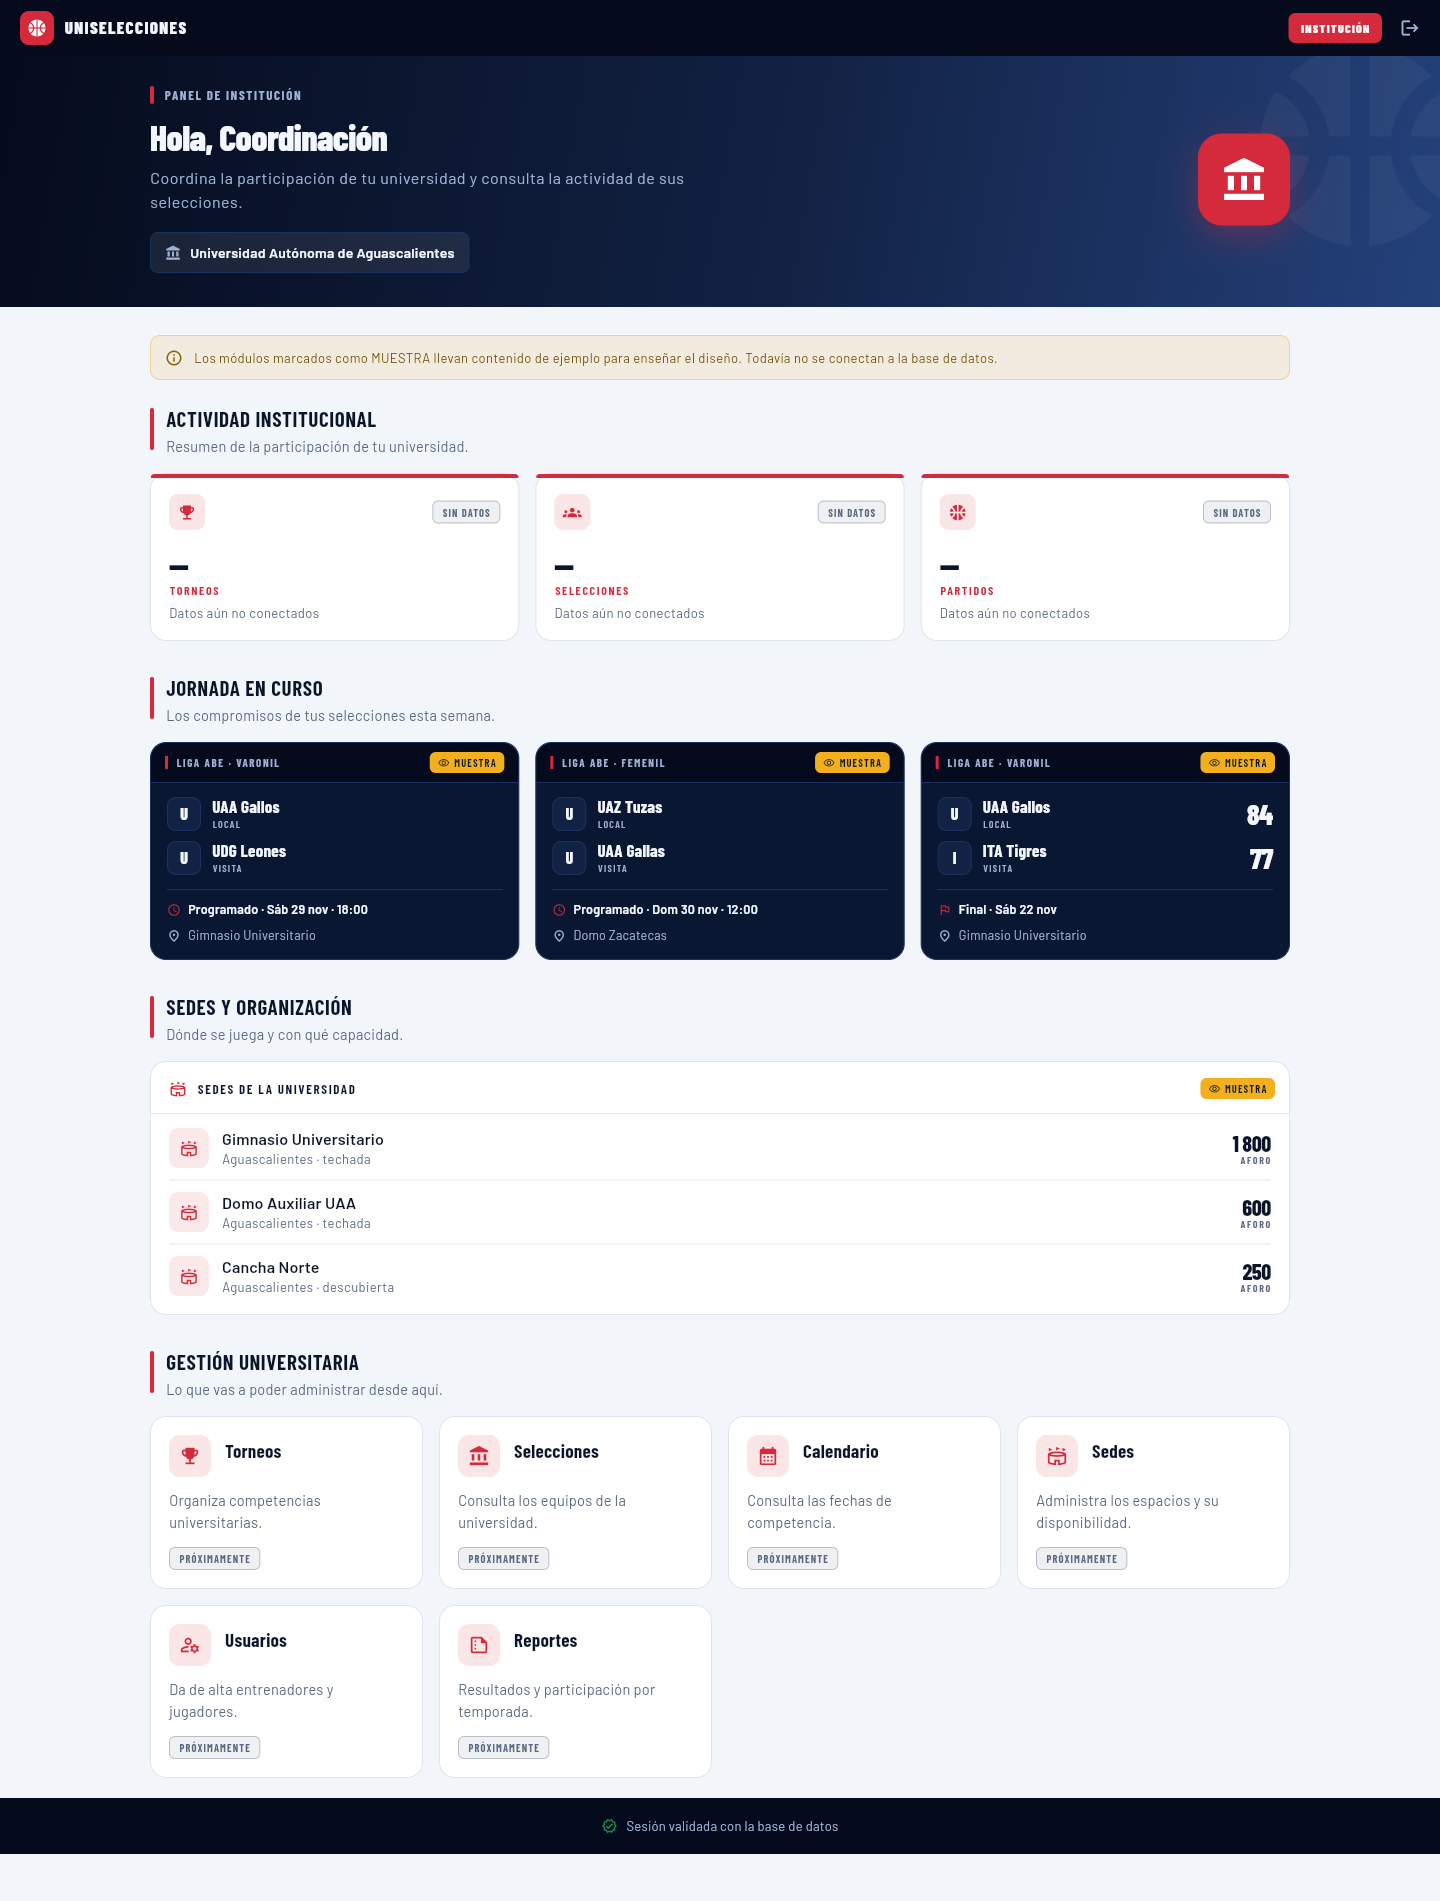 UNISELECCIONES
INSTITUCIÓN
PANEL DE INSTITUCIÓN
Hola, Coordinación
Coordina la participación de tu universidad y consulta la actividad de sus
selecciones.
Universidad Autónoma de Aguascalientes
Los módulos marcados como MUESTRA llevan contenido de ejemplo para enseñar el diseño. Todavía no se conectan a la base de datos.
ACTIVIDAD INSTITUCIONAL
Resumen de la participación de tu universidad.
SIN DATOS
–
TORNEOS
Datos aún no conectados
SIN DATOS
–
SELECCIONES
Datos aún no conectados
SIN DATOS
–
PARTIDOS
Datos aún no conectados
JORNADA EN CURSO
Los compromisos de tus selecciones esta semana.
LIGA ABE · VARONIL
MUESTRA
U
UAA Gallos
LOCAL
U
UDG Leones
VISITA
Programado · Sáb 29 nov · 18:00
Gimnasio Universitario
LIGA ABE · FEMENIL
MUESTRA
U
UAZ Tuzas
LOCAL
U
UAA Gallas
VISITA
Programado · Dom 30 nov · 12:00
Domo Zacatecas
LIGA ABE · VARONIL
MUESTRA
U
UAA Gallos
LOCAL
84
I
ITA Tigres
VISITA
77
Final · Sáb 22 nov
Gimnasio Universitario
SEDES Y ORGANIZACIÓN
Dónde se juega y con qué capacidad.
SEDES DE LA UNIVERSIDAD
MUESTRA
Gimnasio Universitario
Aguascalientes · techada
1 800
AFORO
Domo Auxiliar UAA
Aguascalientes · techada
600
AFORO
Cancha Norte
Aguascalientes · descubierta
250
AFORO
GESTIÓN UNIVERSITARIA
Lo que vas a poder administrar desde aquí.
Torneos
Organiza competencias
universitarias.
PRÓXIMAMENTE
Selecciones
Consulta los equipos de la
universidad.
PRÓXIMAMENTE
Calendario
Consulta las fechas de
competencia.
PRÓXIMAMENTE
Sedes
Administra los espacios y su
disponibilidad.
PRÓXIMAMENTE
Usuarios
Da de alta entrenadores y
jugadores.
PRÓXIMAMENTE
Reportes
Resultados y participación por
temporada.
PRÓXIMAMENTE
Sesión validada con la base de datos